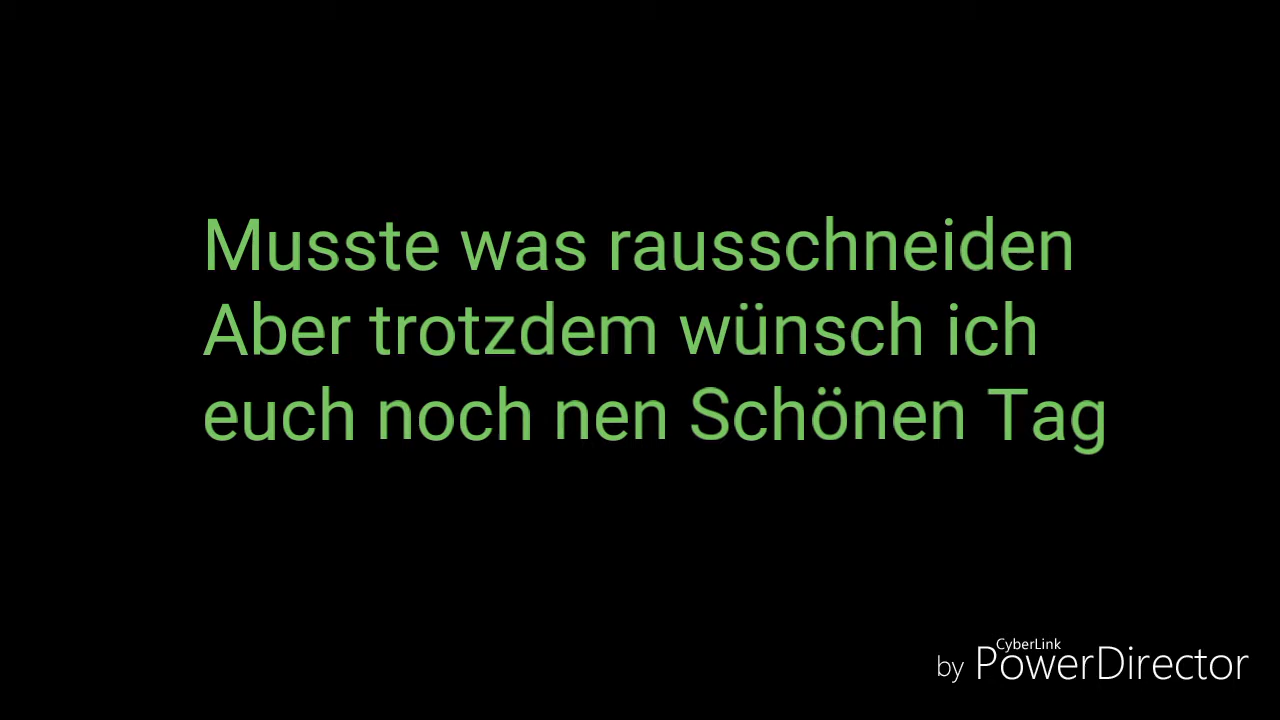 Musste was rausschneiden
Aber trotzdem wünsch ich
euch noch nen Schönen Tag
CyberLink
by PowerDirector